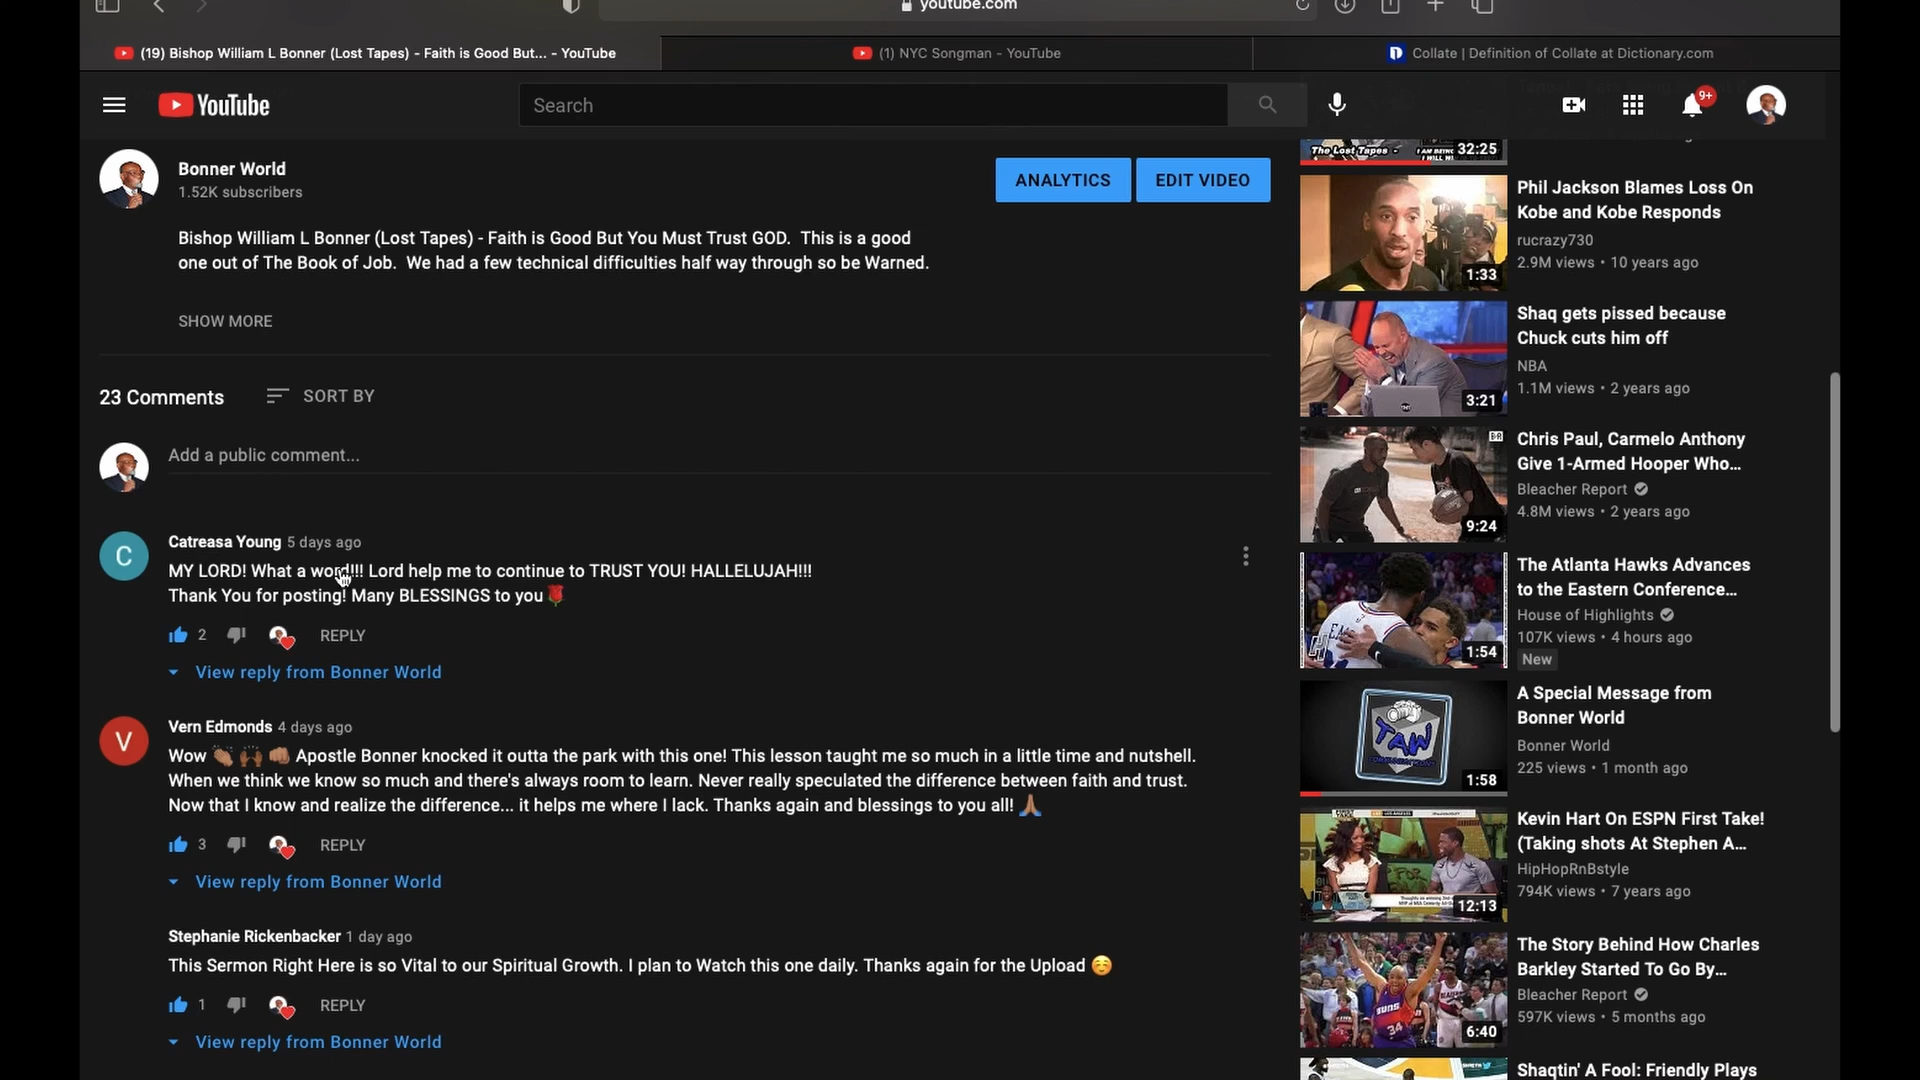 youtube.com
(19) Bishop William L Bonner (Lost Tapes) - Faith is Good But... - YouTube
(1) NYC Songman - YouTube
Collate | Definition of Collate at Dictionary.com
YouTube
Search
9+
Bonner World
1.52K subscribers
ANALYTICS
EDIT VIDEO
Bishop William L Bonner (Lost Tapes) - Faith is Good But You Must Trust GOD. This is a good
one out of The Book of Job. We had a few technical difficulties half way through so be Warned.
SHOW MORE
23 Comments
SORT BY
Add a public comment...
C
Catreasa Young 5 days ago
MY LORD! What a word!!!! Lord help me to continue to TRUST YOU! HALLELUJAH!!!
Thank You for posting! Many BLESSINGS to you🌹
2
REPLY
View reply from Bonner World
V
Vern Edmonds 4 days ago
Wow 👏🏾 🙌🏾 👊🏾 Apostle Bonner knocked it outta the park with this one! This lesson taught me so much in a little time and nutshell.
When we think we know so much and there's always room to learn. Never really speculated the difference between faith and trust.
Now that I know and realize the difference... it helps me where I lack. Thanks again and blessings to you all! 🙏🏾
3
REPLY
View reply from Bonner World
Stephanie Rickenbacker 1 day ago
This Sermon Right Here is so Vital to our Spiritual Growth. I plan to Watch this one daily. Thanks again for the Upload ☺️
1
REPLY
View reply from Bonner World
The Lost Tapes -
32:25
Phil Jackson Blames Loss On
Kobe and Kobe Responds
rucrazy730
2.9M views • 10 years ago
1:33
Shaq gets pissed because
Chuck cuts him off
NBA
1.1M views • 2 years ago
3:21
Chris Paul, Carmelo Anthony
Give 1-Armed Hooper Who...
Bleacher Report
4.8M views • 2 years ago
BR
9:24
The Atlanta Hawks Advances
to the Eastern Conference...
House of Highlights
107K views • 4 hours ago
New
1:54
A Special Message from
Bonner World
Bonner World
225 views • 1 month ago
TAW
1:58
Kevin Hart On ESPN First Take!
(Taking shots At Stephen A...
HipHopRnBstyle
794K views • 7 years ago
12:13
The Story Behind How Charles
Barkley Started To Go By...
Bleacher Report
597K views • 5 months ago
SUNS
34
6:40
Shaqtin' A Fool: Friendly Plays